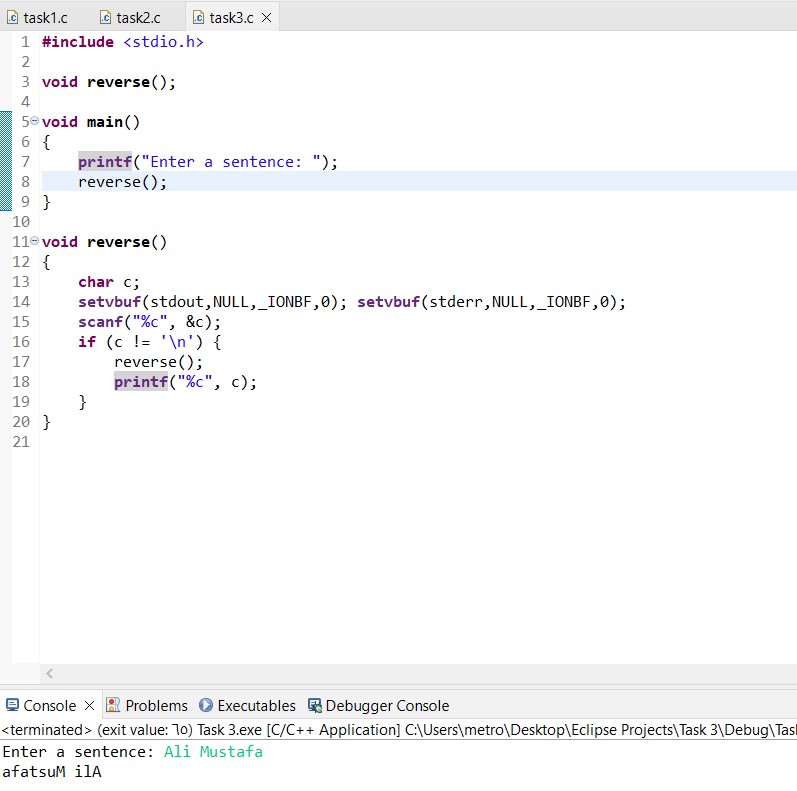 task1.c task2.c task3.c
1 #include <stdio.h>
2
3 void reverse();
4
5 void main()
6 {
7     printf("Enter a sentence: ");
8     reverse();
9 }
10
11 void reverse()
12 {
13     char c;
14     setvbuf(stdout,NULL,_IONBF,0); setvbuf(stderr,NULL,_IONBF,0);
15     scanf("%c", &c);
16     if (c != '\n') {
17         reverse();
18         printf("%c", c);
19     }
20 }
21
Console Problems Executables Debugger Console
<terminated> (exit value: Task 3.exe [C/C++ Application] C:\Users\metro\Desktop\Eclipse Projects\Task 3\Debug\Tas
Enter a sentence: Ali Mustafa
afatsuM ilA